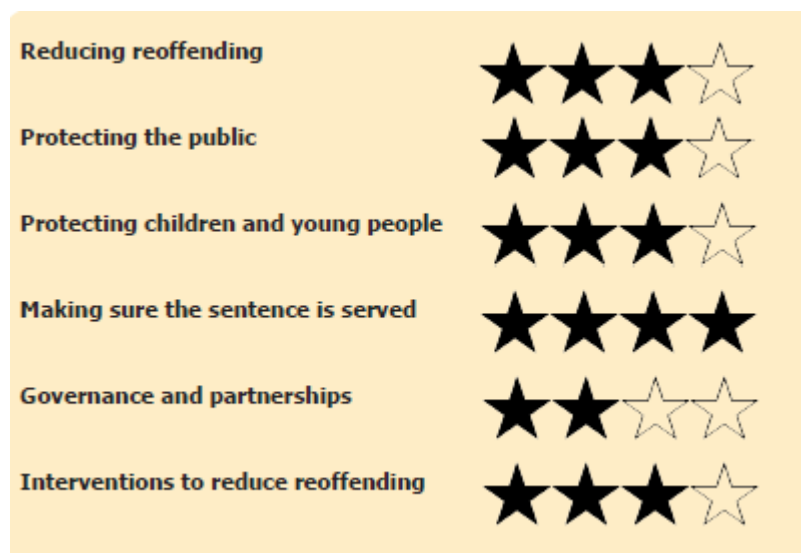 Reducing reoffending
Protecting the public
Protecting children and young people
Making sure the sentence is served
Governance and partnerships
Interventions to reduce reoffending